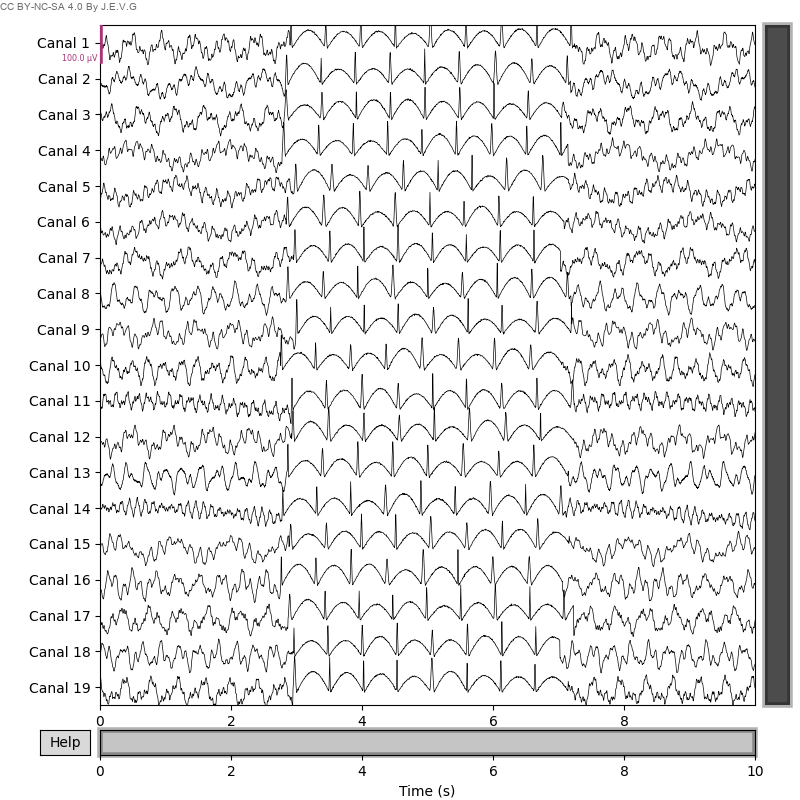 CC BY-NC-SA 4.0 By J.E.V.G
Canal 1
100.0 µV
Canal 2
Canal 3
Canal 4
Canal 5
Canal 6
Canal 7
Canal 8
Canal 9
Canal 10
Canal 11
Canal 12
Canal 13
Canal 14
Canal 15
Canal 16
Canal 17
Canal 18
Canal 19
0 2 4 6 8
Help
0 2 4 6 8 10
Time (s)